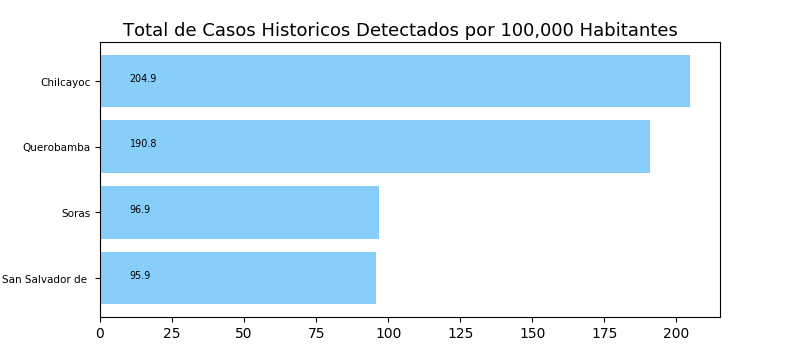 Total de Casos Historicos Detectados por 100,000 Habitantes
Chilcayoc
204.9
Querobamba
190.8
Soras
96.9
San Salvador de
95.9
0 25 50 75 100 125 150 175 200